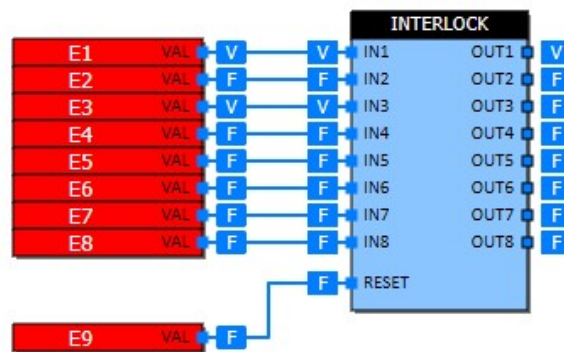 INTERLOCK
E1 VAL V V IN1 OUT1 V
E2 VAL F F IN2 OUT2 F
E3 VAL V V IN3 OUT3 F
E4 VAL F F IN4 OUT4 F
E5 VAL F F IN5 OUT5 F
E6 VAL F F IN6 OUT6 F
E7 VAL F F IN7 OUT7 F
E8 VAL F F IN8 OUT8 F
F RESET
E9 VAL F